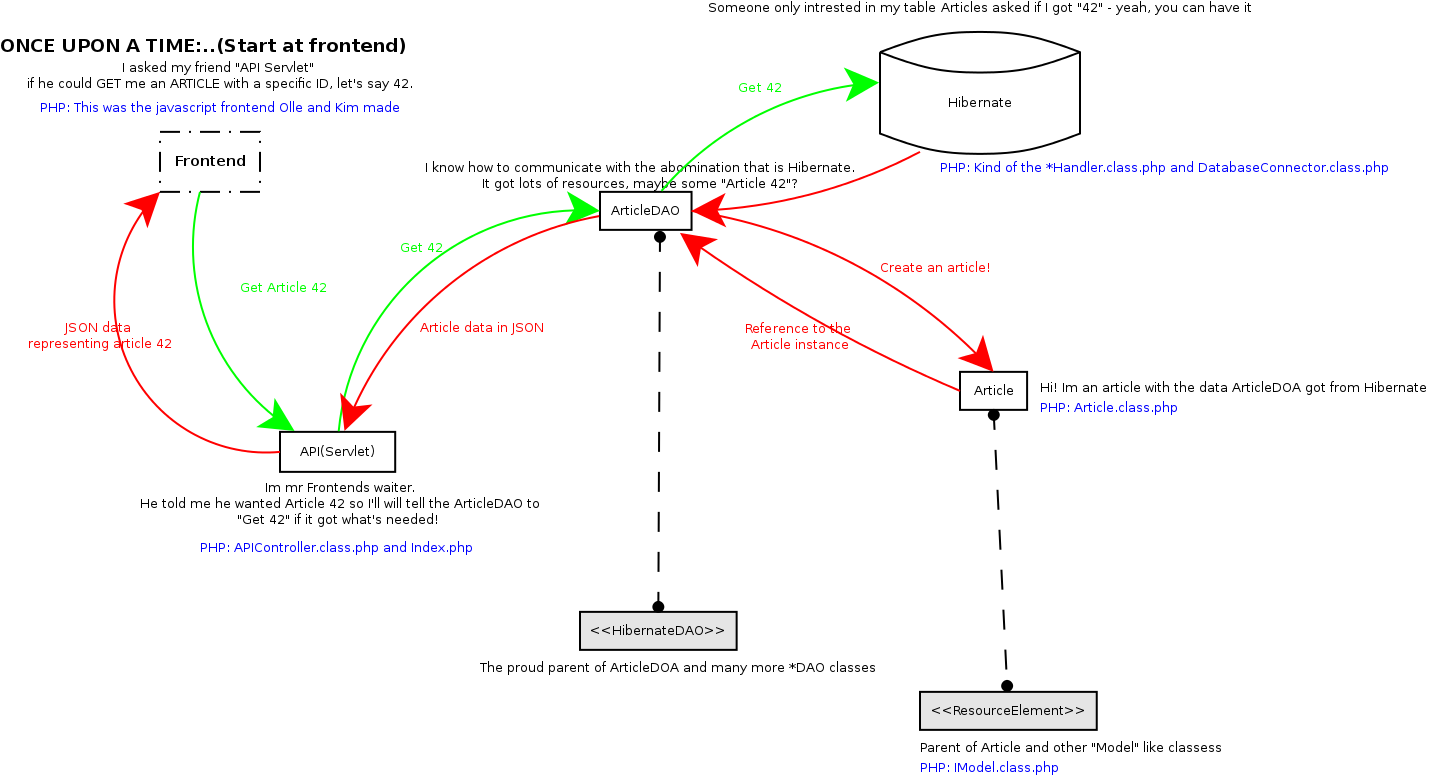 Someone only intrested in my table Articles asked if I got "42" - yeah, you can have it
ONCE UPON A TIME:..(Start at frontend)
I asked my friend "API Servlet"
if he could GET me an ARTICLE with a specific ID, let's say 42.
PHP: This was the javascript frontend Olle and Kim made
Frontend
Get 42
Hibernate
PHP: Kind of the *Handler.class.php and DatabaseConnector.class.php
I know how to communicate with the abomination that is Hibernate.
It got lots of resources, maybe some "Article 42"?
ArticleDAO
Get 42
Get Article 42
Create an article!
JSON data
representing article 42
Article data in JSON
Reference to the
Article instance
Article
Hi! Im an article with the data ArticleDOA got from Hibernate
PHP: Article.class.php
API(Servlet)
Im mr Frontends waiter.
He told me he wanted Article 42 so I'll will tell the ArticleDAO to
"Get 42" if it got what's needed!
PHP: APIController.class.php and Index.php
<<HibernateDAO>>
The proud parent of ArticleDOA and many more *DAO classes
<<ResourceElement>>
Parent of Article and other "Model" like classess
PHP: IModel.class.php